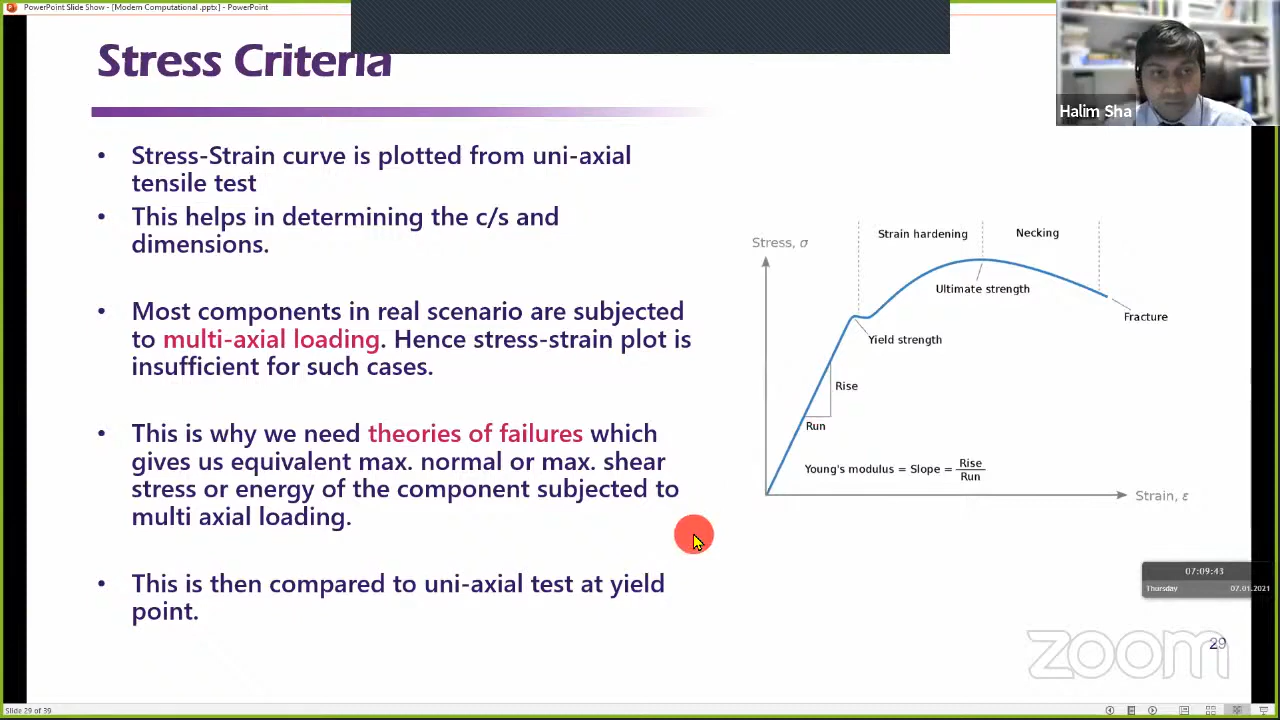 PowerPoint Slide Show - [Modern Computational .pptx] - PowerPoint
Stress Criteria
Halim Sha
• Stress-Strain curve is plotted from uni-axial
tensile test
• This helps in determining the c/s and
dimensions.
• Most components in real scenario are subjected
to multi-axial loading. Hence stress-strain plot is
insufficient for such cases.
• This is why we need theories of failures which
gives us equivalent max. normal or max. shear
stress or energy of the component subjected to
multi axial loading.
• This is then compared to uni-axial test at yield
point.
Stress, σ
Strain hardening
Necking
Ultimate strength
Fracture
Yield strength
Rise
Run
Young's modulus = Slope = Rise
Run
Strain, ε
07:09:43
Thursday 07.01.2021
zoom
29
Slide 29 of 39